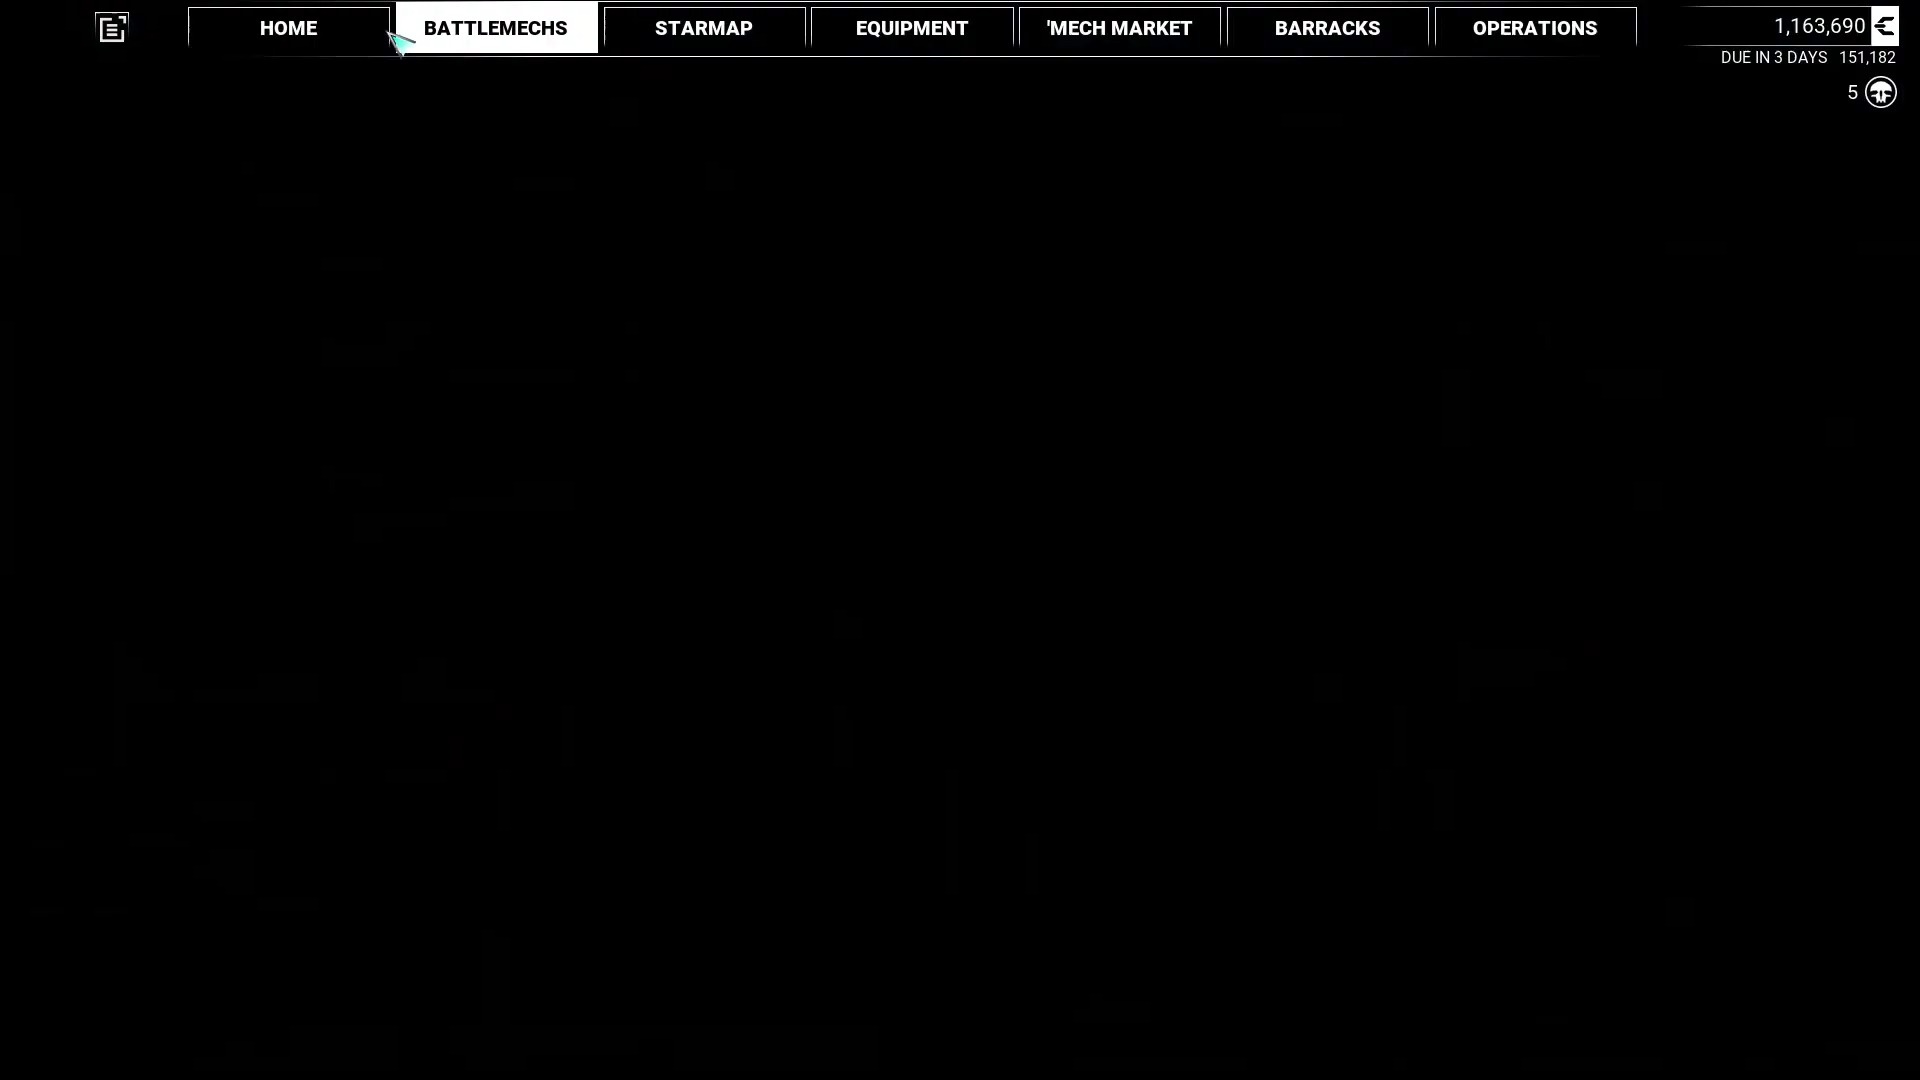 HOME
BATTLEMECHS
STARMAP
EQUIPMENT
'MECH MARKET
BARRACKS
OPERATIONS
1,163,690
DUE IN 3 DAYS 151,182
5